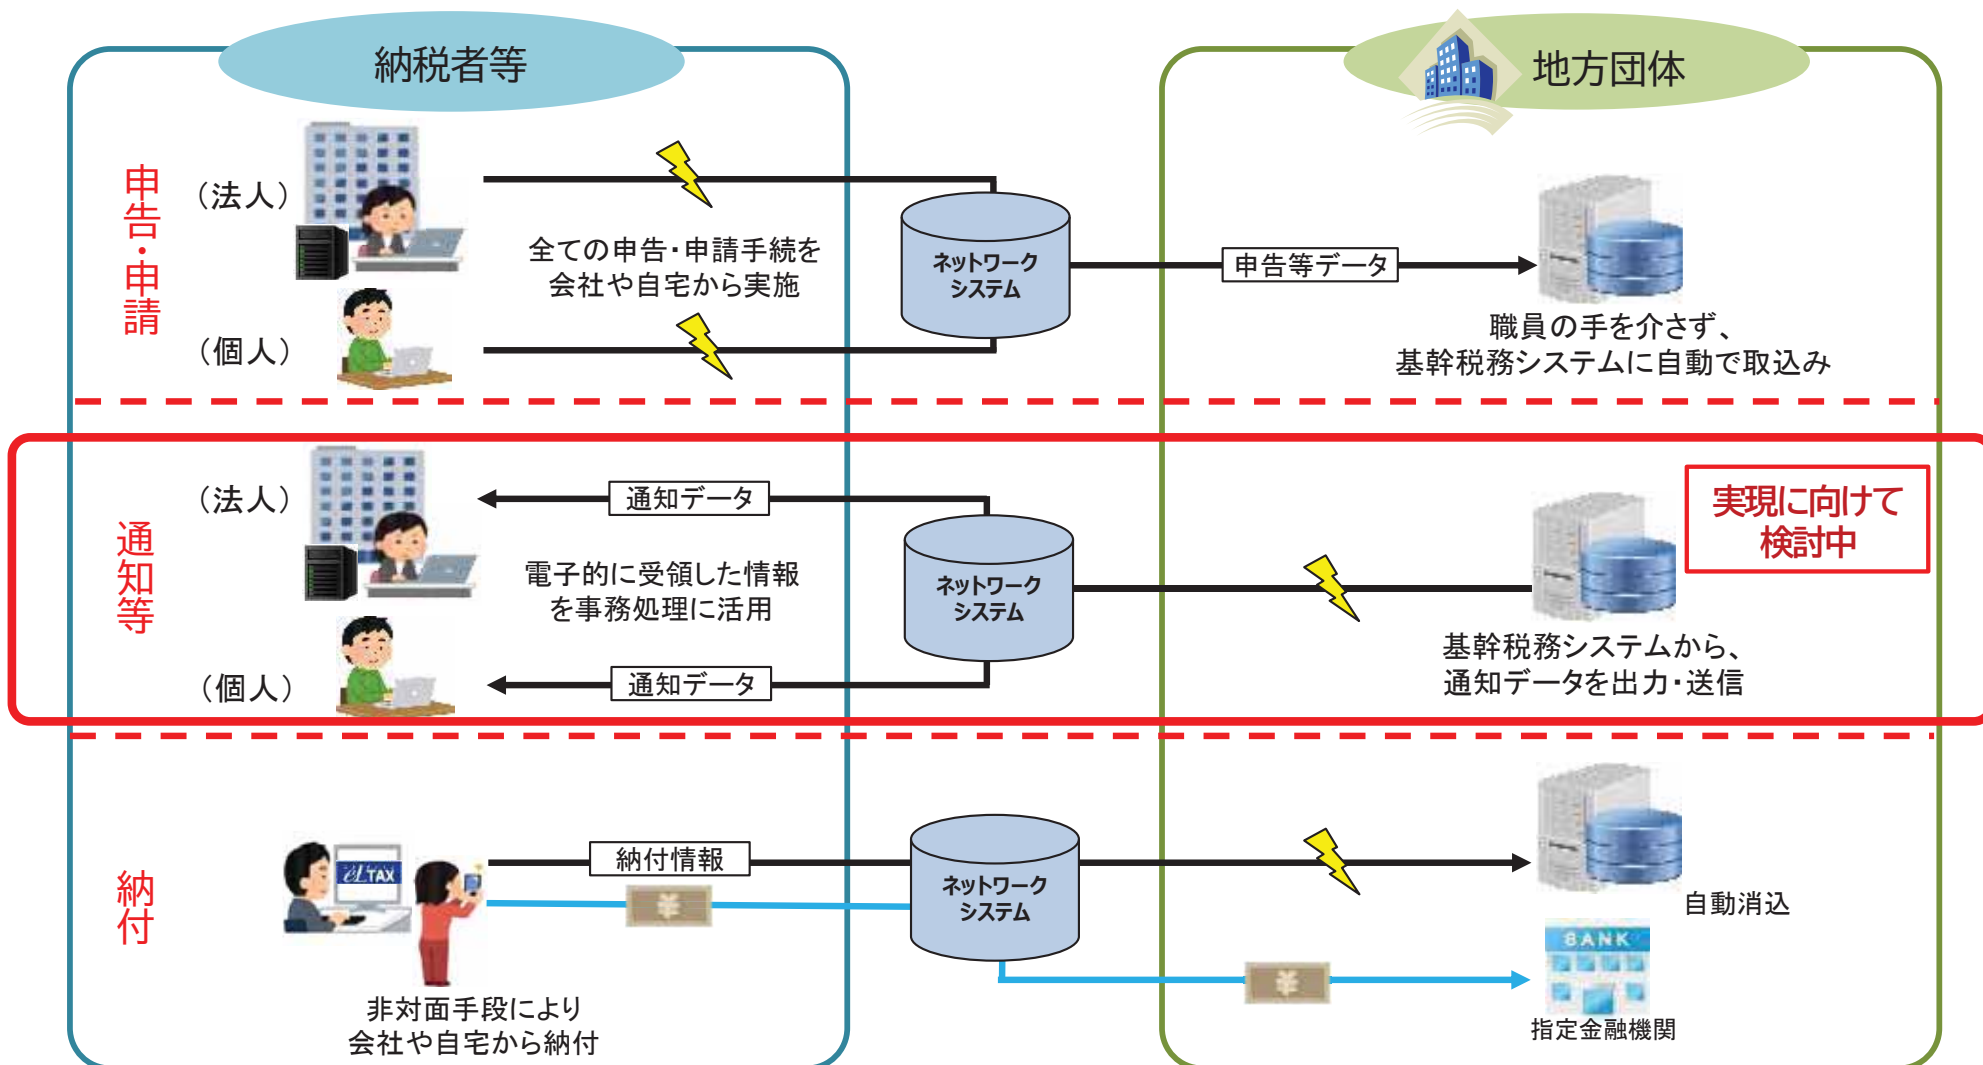 納税者等
地方団体
申告・申請
（法人）
全ての申告・申請手続を
会社や自宅から実施
（個人）
ネットワーク
システム
申告等データ
職員の手を介さず、
基幹税務システムに自動で取込み
通知等
（法人）
通知データ
電子的に受領した情報
を事務処理に活用
（個人）
通知データ
ネットワーク
システム
実現に向けて
検討中
基幹税務システムから、
通知データを出力・送信
納付
eLTAX
納付情報
¥
非対面手段により
会社や自宅から納付
ネットワーク
システム
自動消込
¥
BANK
指定金融機関